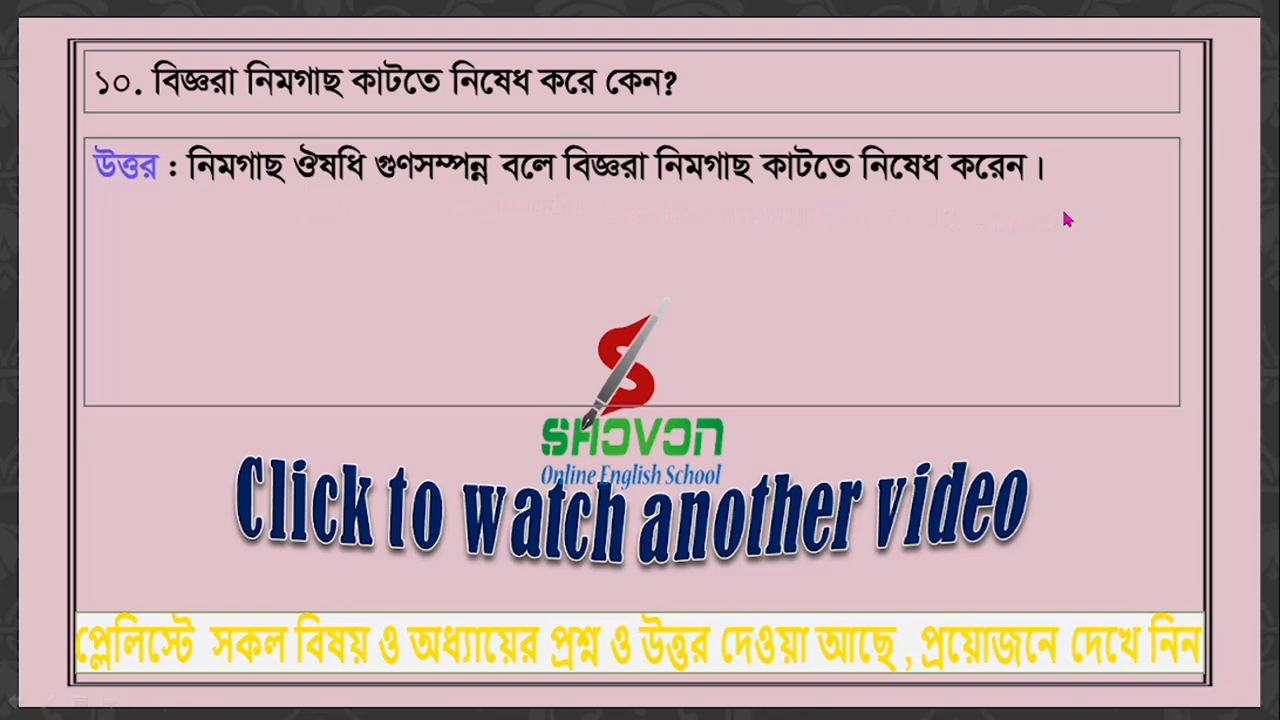 ১০. বিজ্ঞরা নিমগাছ কাটতে নিষেধ করে কেন?
উত্তর : নিমগাছ ঔষধি গুণসম্পন্ন বলে বিজ্ঞরা নিমগাছ কাটতে নিষেধ করেন।
SHOVON
Online English School
Click to watch another video
প্লেলিস্টে সকল বিষয় ও অধ্যায়ের প্রশ্ন ও উত্তর দেওয়া আছে , প্রয়োজনে দেখে নিন